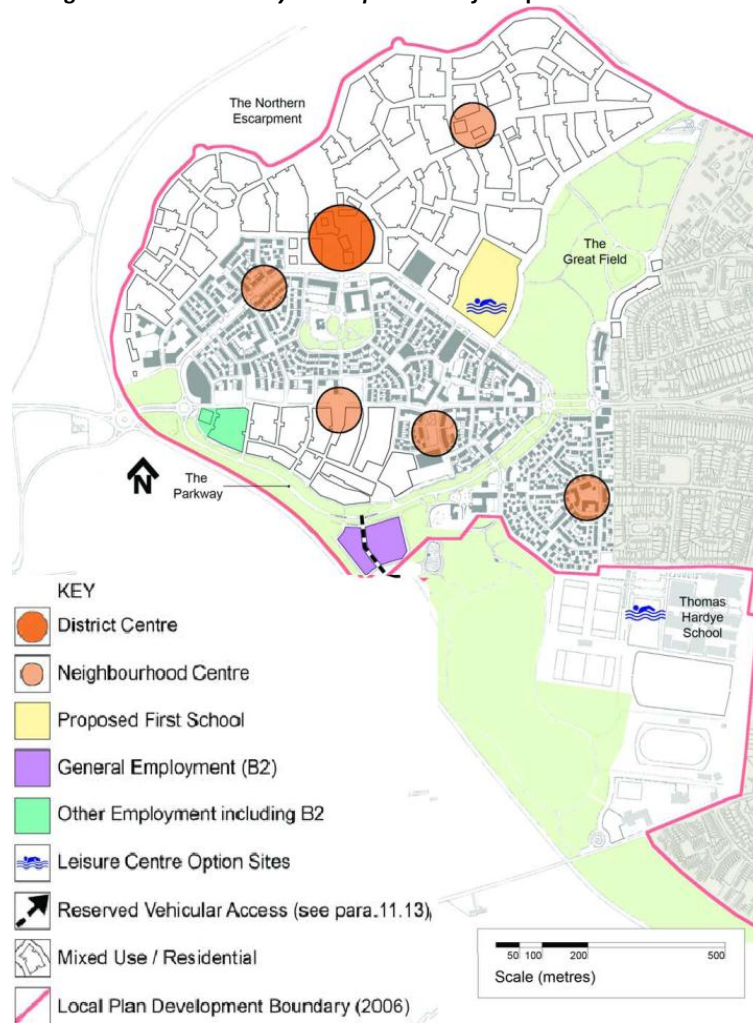 The Northern
Escarpment
The
Great Field
N
The
Parkway
Thomas
Hardye
School
KEY
District Centre
Neighbourhood Centre
Proposed First School
General Employment (B2)
Other Employment including B2
Leisure Centre Option Sites
Reserved Vehicular Access (see para.11.13)
Mixed Use / Residential
Local Plan Development Boundary (2006)
50 100 200 500
Scale (metres)